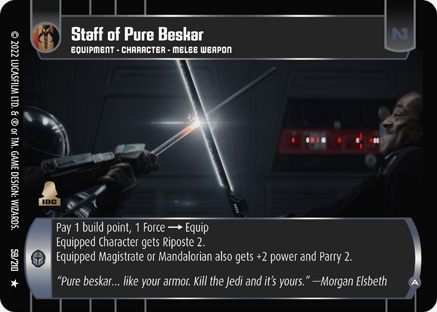 Staff of Pure Beskar
EQUIPMENT - CHARACTER - MELEE WEAPON
N
© 2022 LUCASFILM LTD. & ® or TM. GAME DESIGN: WIZARDS.
59/210
IDC
Pay 1 build point, 1 Force → Equip
Equipped Character gets Riposte 2.
Equipped Magistrate or Mandalorian also gets +2 power and Parry 2.
"Pure beskar... like your armor. Kill the Jedi and it's yours." —Morgan Elsbeth
A